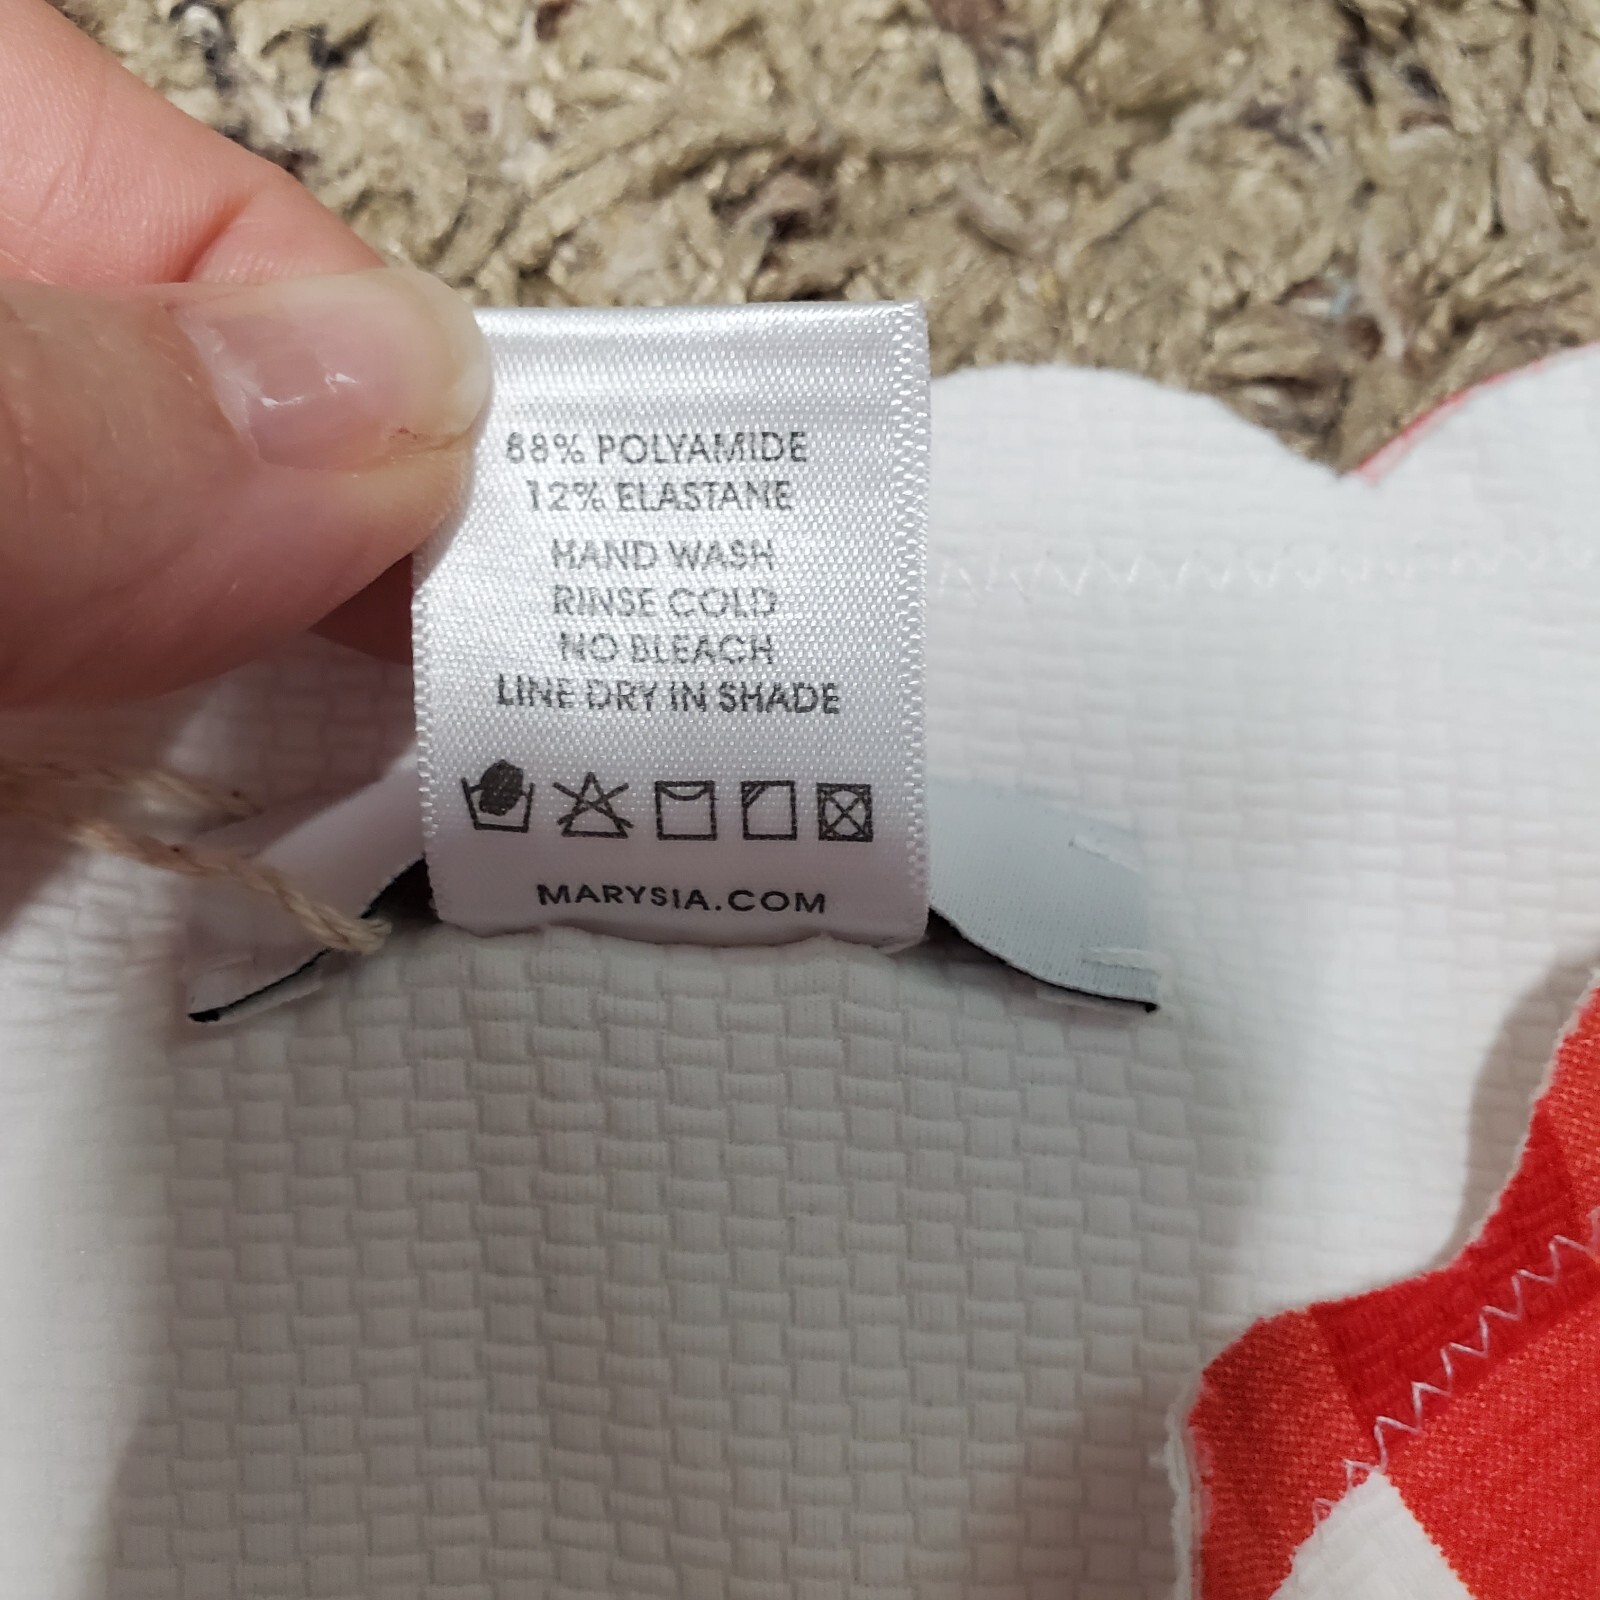 88% POLYAMIDE
12% ELASTANE
HAND WASH
RINSE COLD
NO BLEACH
LINE DRY IN SHADE
MARYSIA.COM